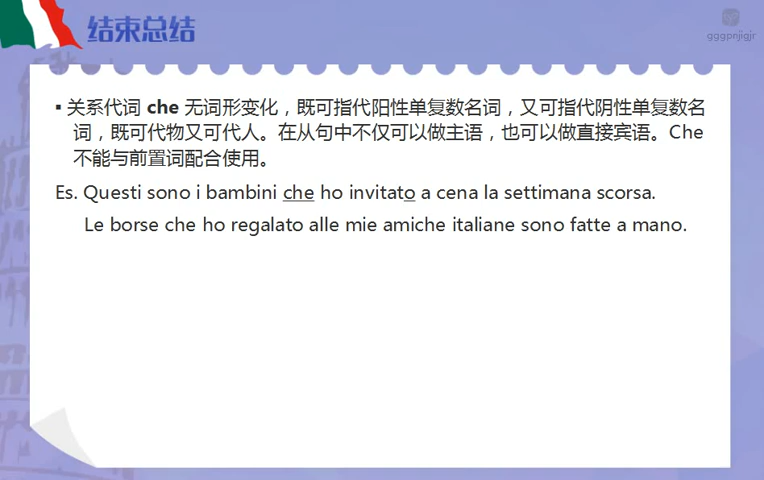 结束总结
gggpnjigjr
▪ 关系代词 che 无词形变化，既可指代阳性单复数名词，又可指代阴性单复数名
词，既可代物又可代人。在从句中不仅可以做主语，也可以做直接宾语。Che
不能与前置词配合使用。
Es. Questi sono i bambini che ho invitato a cena la settimana scorsa.
Le borse che ho regalato alle mie amiche italiane sono fatte a mano.